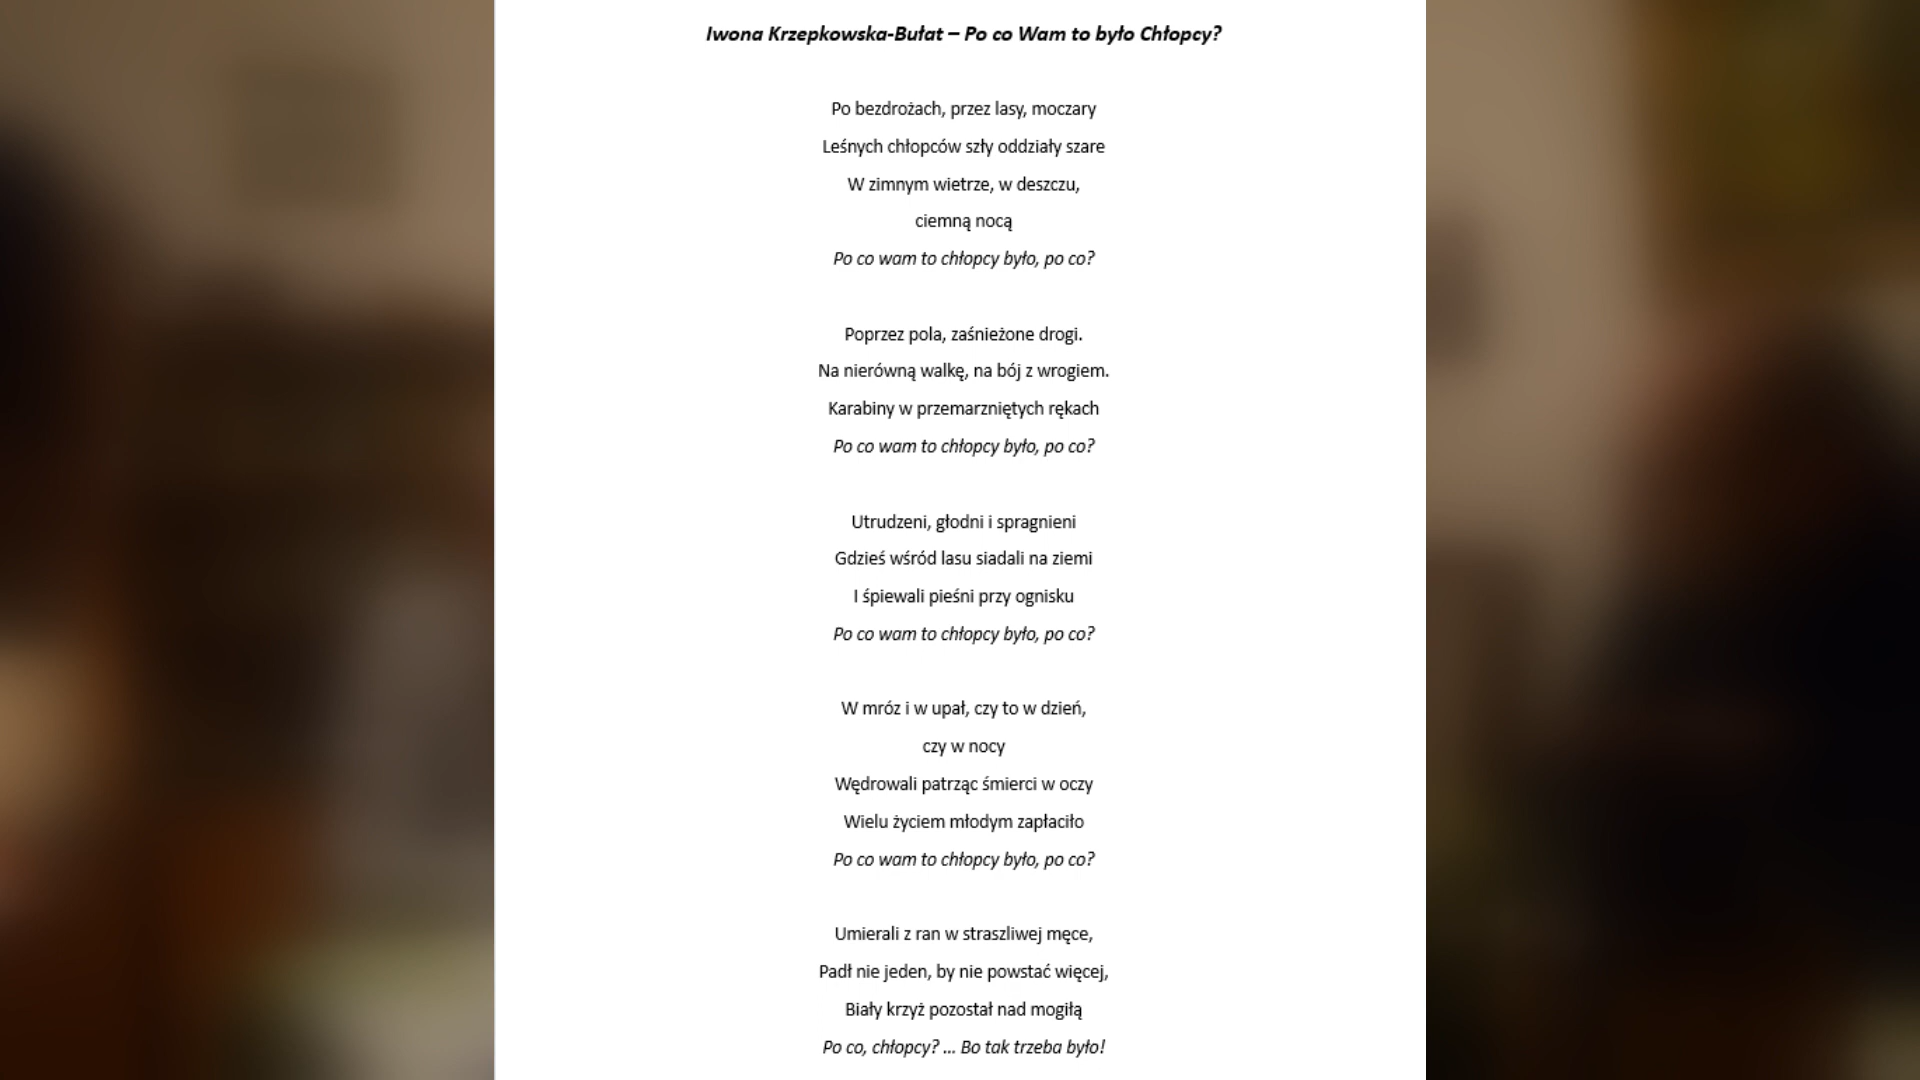 Iwona Krzepkowska-Bułat – Po co Wam to było Chłopcy?
Po bezdrożach, przez lasy, moczary
Leśnych chłopców szły oddziały szare
W zimnym wietrze, w deszczu,
ciemną nocą
Po co wam to chłopcy było, po co?
Poprzez pola, zaśnieżone drogi.
Na nierówną walkę, na bój z wrogiem.
Karabiny w przemarzniętych rękach
Po co wam to chłopcy było, po co?
Utrudzeni, głodni i spragnieni
Gdzieś wśród lasu siadali na ziemi
I śpiewali pieśni przy ognisku
Po co wam to chłopcy było, po co?
W mróz i w upał, czy to w dzień,
czy w nocy
Wędrowali patrząc śmierci w oczy
Wielu życiem młodym zapłaciło
Po co wam to chłopcy było, po co?
Umierali z ran w straszliwej męce,
Padł nie jeden, by nie powstać więcej,
Biały krzyż pozostał nad mogiłą
Po co, chłopcy? ... Bo tak trzeba było!